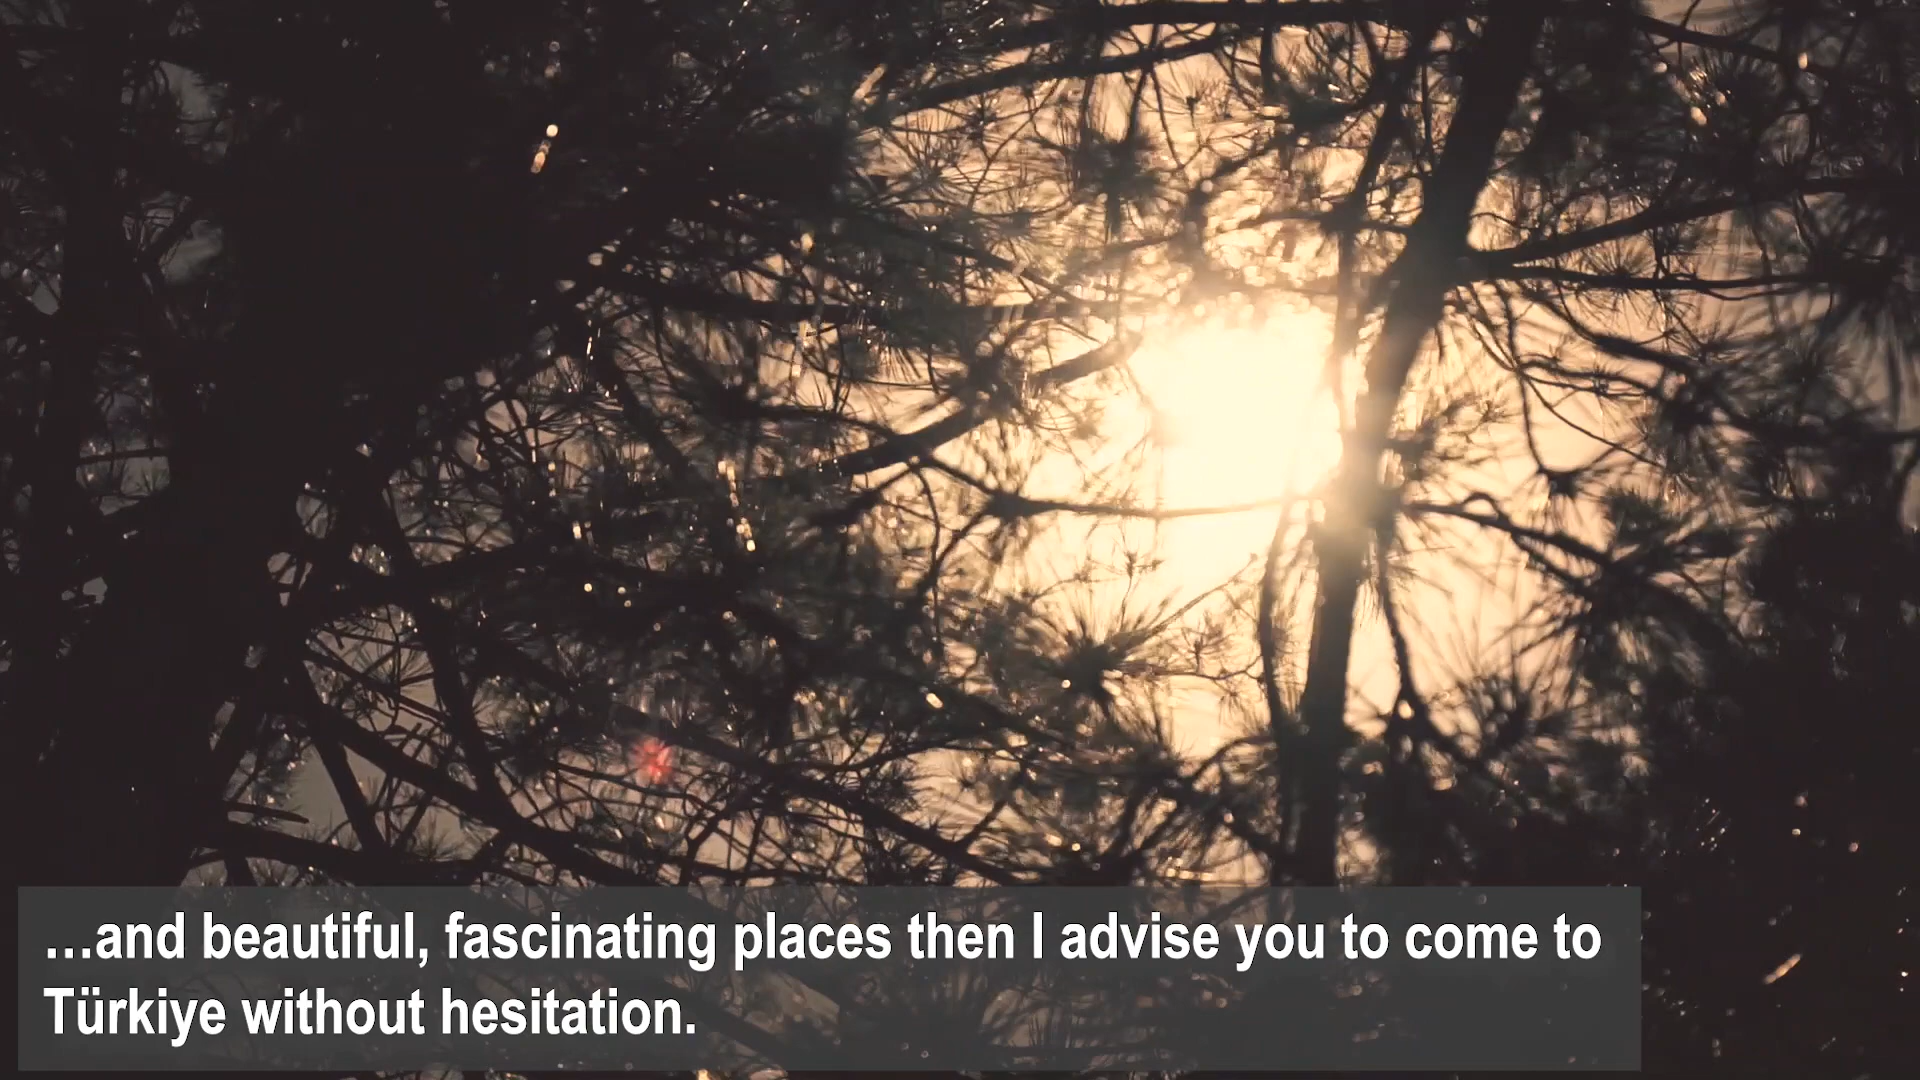 …and beautiful, fascinating places then I advise you to come to
Türkiye without hesitation.